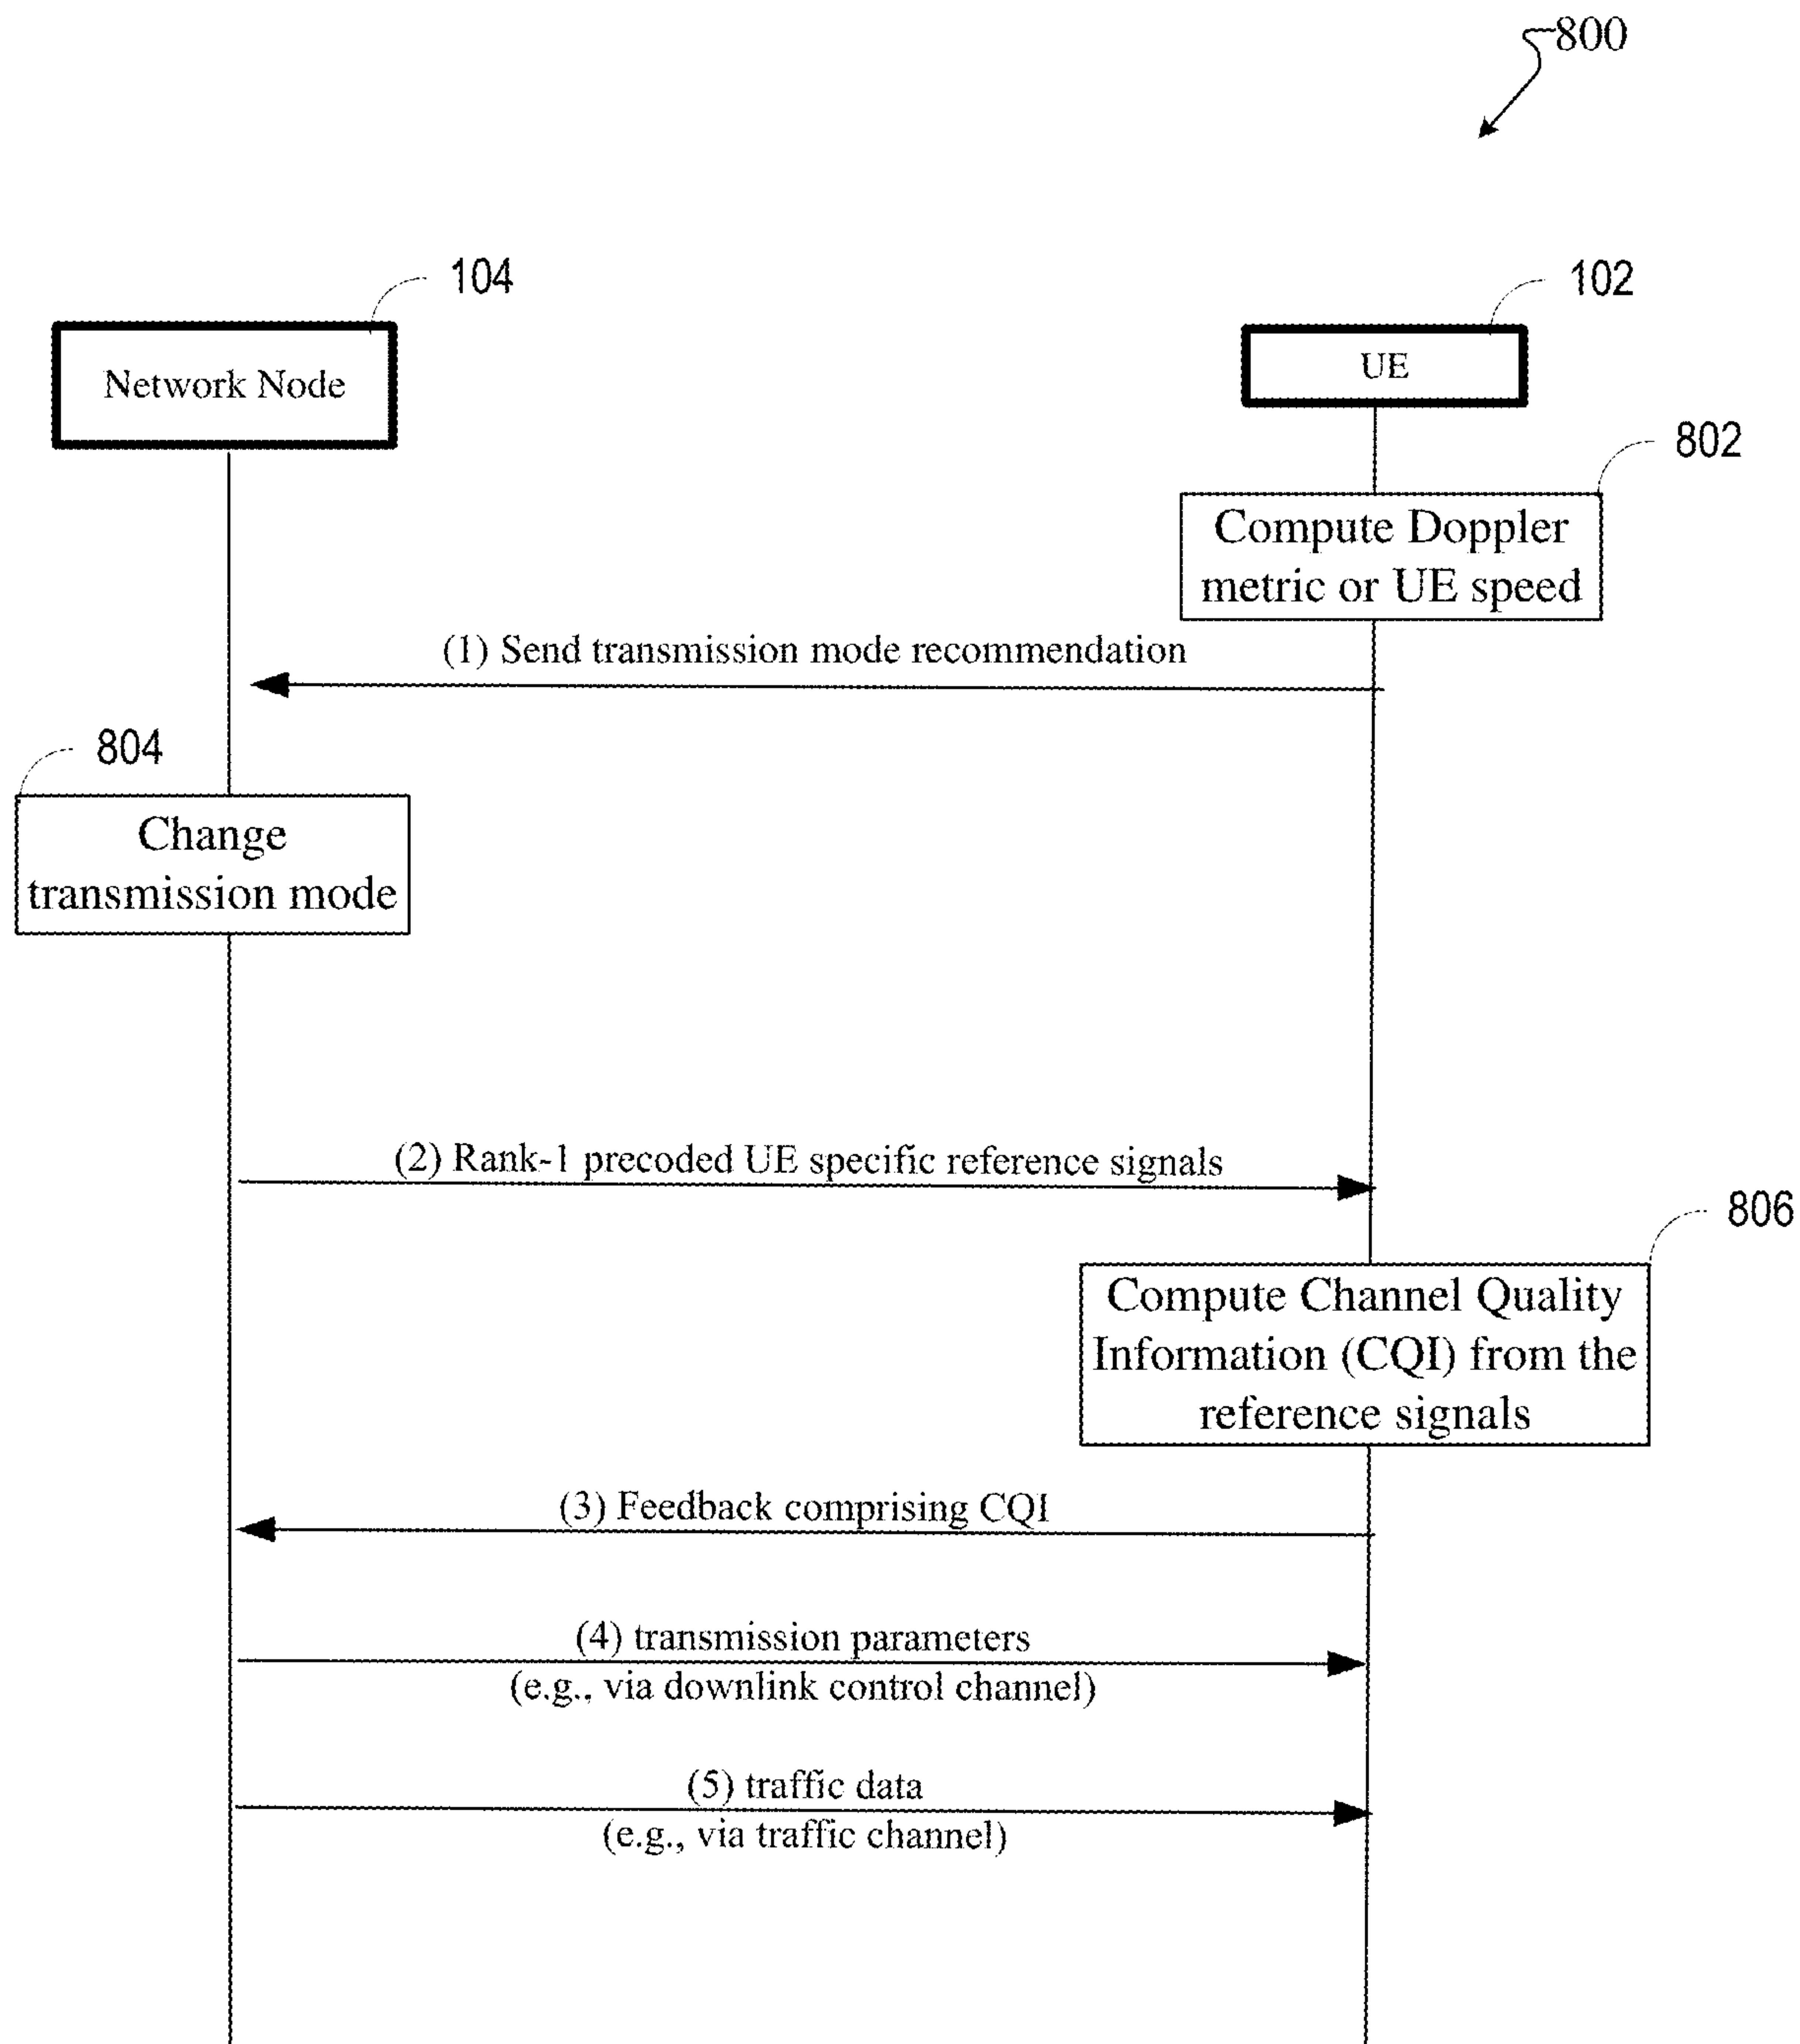 800
104
102
Network Node
UE
802
Compute Doppler
metric or UE speed
(1) Send transmission mode recommendation
804
Change
transmission mode
(2) Rank-1 precoded UE specific reference signals
806
Compute Channel Quality
Information (CQI) from the
reference signals
(3) Feedback comprising CQI
(4) transmission parameters
(e.g., via downlink control channel)
(5) traffic data
(e.g., via traffic channel)